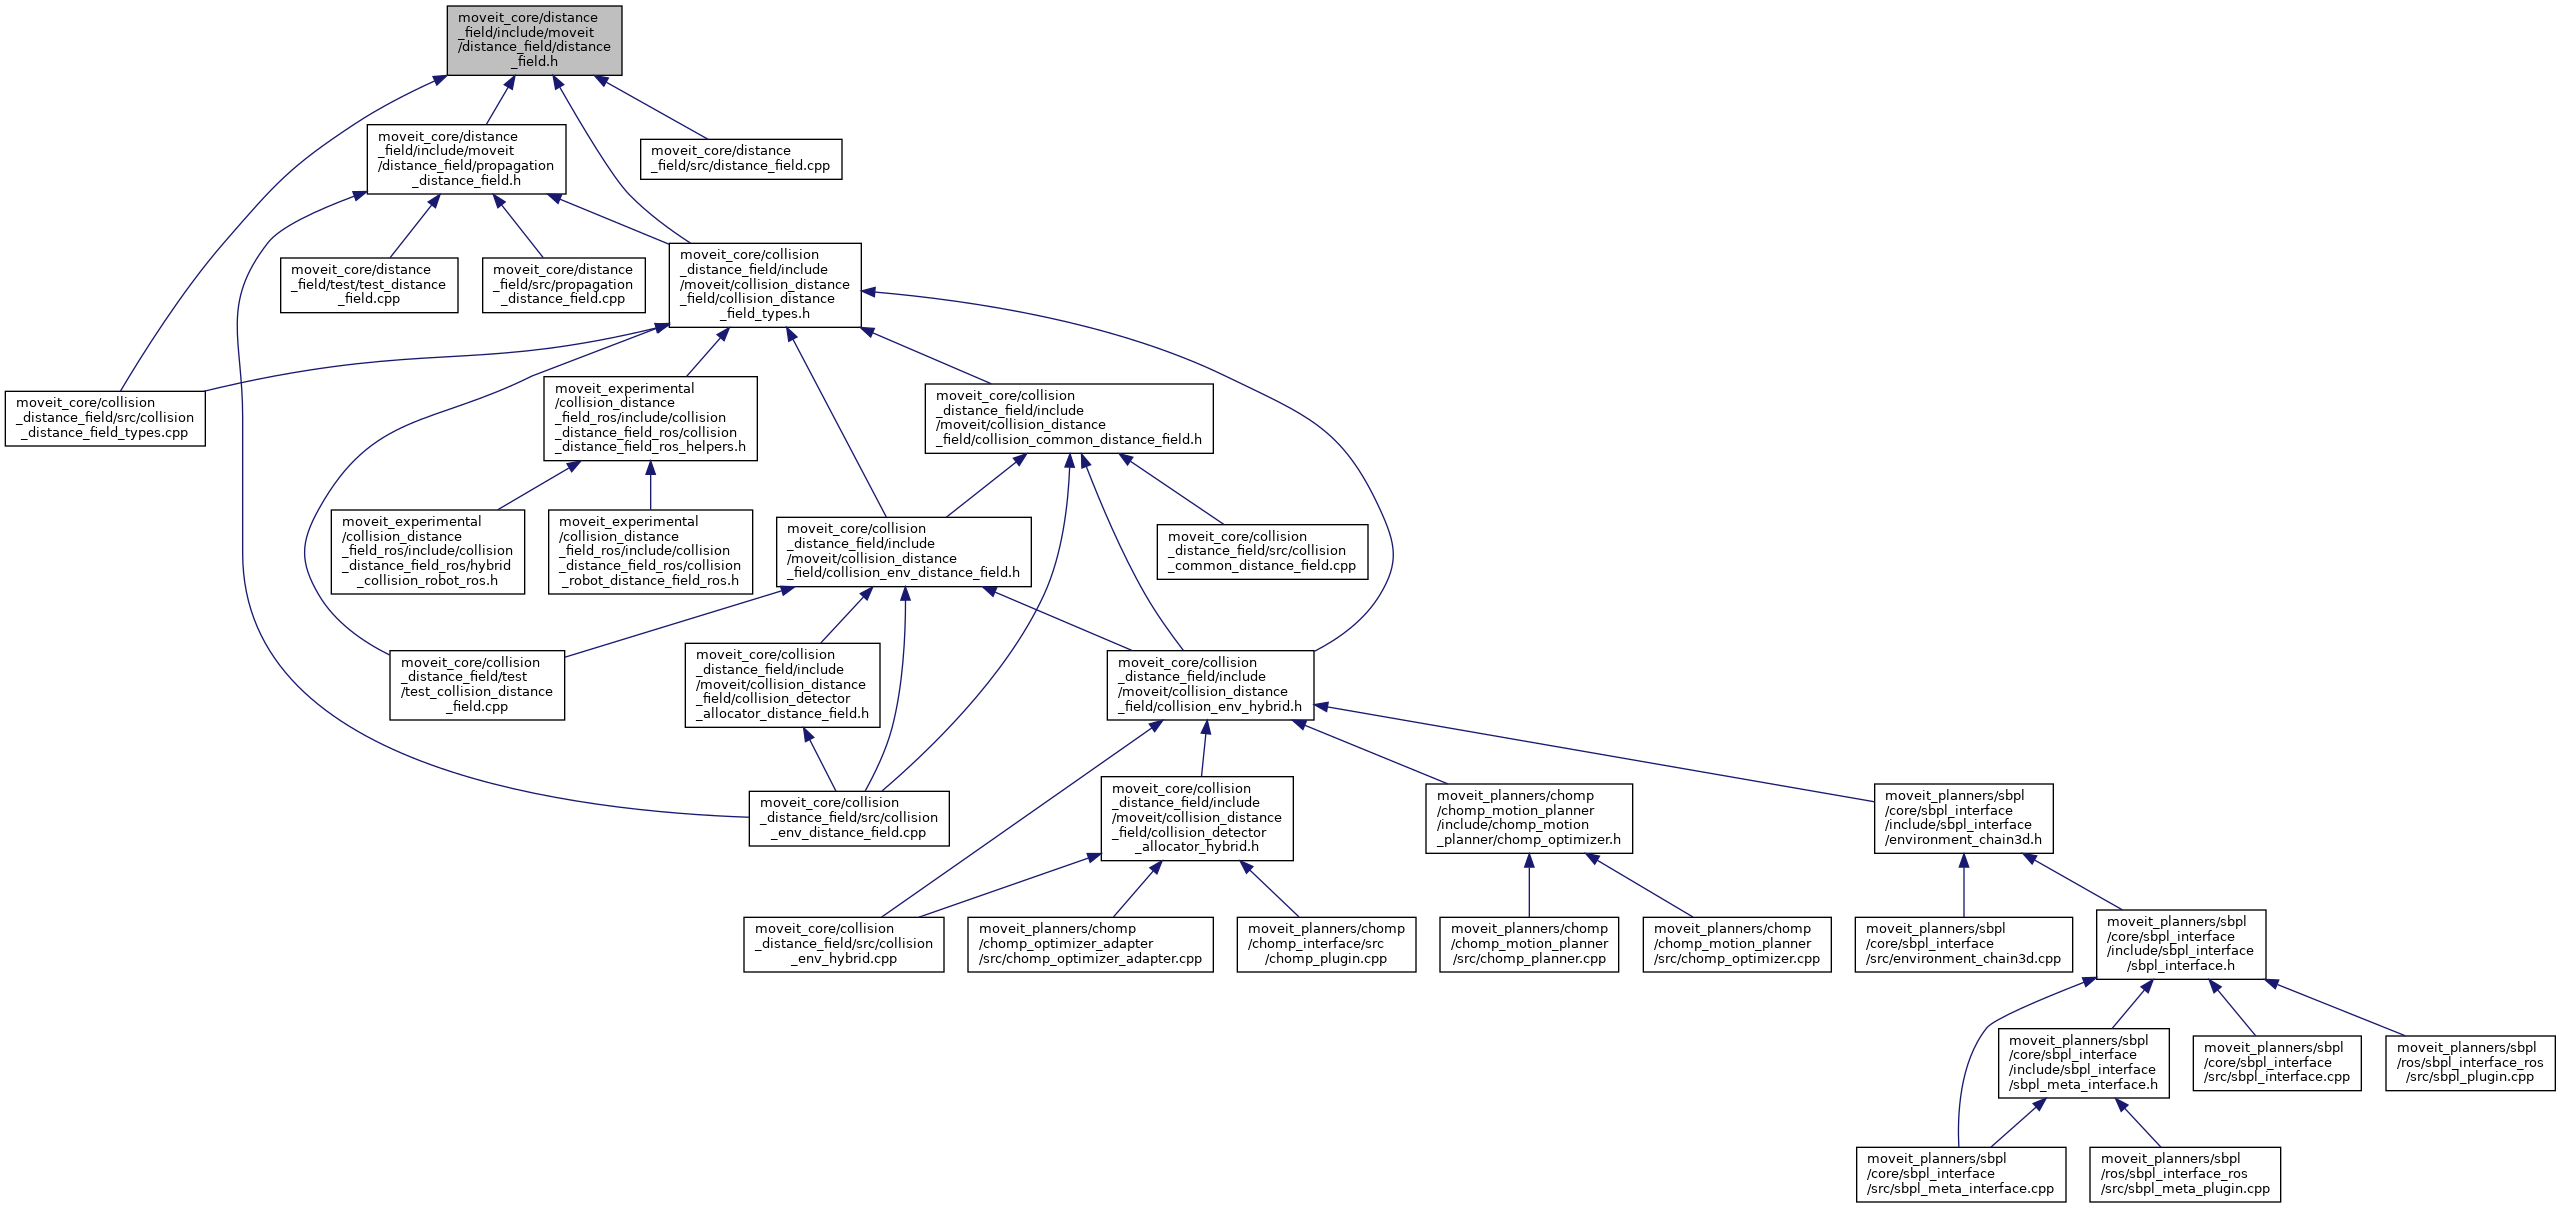 moveit_core/distance
_field/include/moveit
/distance_field/distance
_field.h
moveit_core/distance
_field/include/moveit
/distance_field/propagation
_distance_field.h
moveit_core/distance
_field/src/distance_field.cpp
moveit_core/collision
_distance_field/include
/moveit/collision_distance
_field/collision_distance
_field_types.h
moveit_core/distance
_field/test/test_distance
_field.cpp
moveit_core/distance
_field/src/propagation
_distance_field.cpp
moveit_core/collision
_distance_field/src/collision
_distance_field_types.cpp
moveit_experimental
/collision_distance
_field_ros/include/collision
_distance_field_ros/collision
_distance_field_ros_helpers.h
moveit_core/collision
_distance_field/include
/moveit/collision_distance
_field/collision_common_distance_field.h
moveit_experimental
/collision_distance
_field_ros/include/collision
_distance_field_ros/hybrid
_collision_robot_ros.h
moveit_experimental
/collision_distance
_field_ros/include/collision
_distance_field_ros/collision
_robot_distance_field_ros.h
moveit_core/collision
_distance_field/include
/moveit/collision_distance
_field/collision_env_distance_field.h
moveit_core/collision
_distance_field/src/collision
_common_distance_field.cpp
moveit_core/collision
_distance_field/test
/test_collision_distance
_field.cpp
moveit_core/collision
_distance_field/include
/moveit/collision_distance
_field/collision_detector
_allocator_distance_field.h
moveit_core/collision
_distance_field/include
/moveit/collision_distance
_field/collision_env_hybrid.h
moveit_core/collision
_distance_field/src/collision
_env_distance_field.cpp
moveit_core/collision
_distance_field/include
/moveit/collision_distance
_field/collision_detector
_allocator_hybrid.h
moveit_planners/chomp
/chomp_motion_planner
/include/chomp_motion
_planner/chomp_optimizer.h
moveit_planners/sbpl
/core/sbpl_interface
/include/sbpl_interface
/environment_chain3d.h
moveit_core/collision
_distance_field/src/collision
_env_hybrid.cpp
moveit_planners/chomp
/chomp_optimizer_adapter
/src/chomp_optimizer_adapter.cpp
moveit_planners/chomp
/chomp_interface/src
/chomp_plugin.cpp
moveit_planners/chomp
/chomp_motion_planner
/src/chomp_planner.cpp
moveit_planners/chomp
/chomp_motion_planner
/src/chomp_optimizer.cpp
moveit_planners/sbpl
/core/sbpl_interface
/src/environment_chain3d.cpp
moveit_planners/sbpl
/core/sbpl_interface
/include/sbpl_interface
/sbpl_interface.h
moveit_planners/sbpl
/core/sbpl_interface
/include/sbpl_interface
/sbpl_meta_interface.h
moveit_planners/sbpl
/core/sbpl_interface
/src/sbpl_interface.cpp
moveit_planners/sbpl
/ros/sbpl_interface_ros
/src/sbpl_plugin.cpp
moveit_planners/sbpl
/core/sbpl_interface
/src/sbpl_meta_interface.cpp
moveit_planners/sbpl
/ros/sbpl_interface_ros
/src/sbpl_meta_plugin.cpp